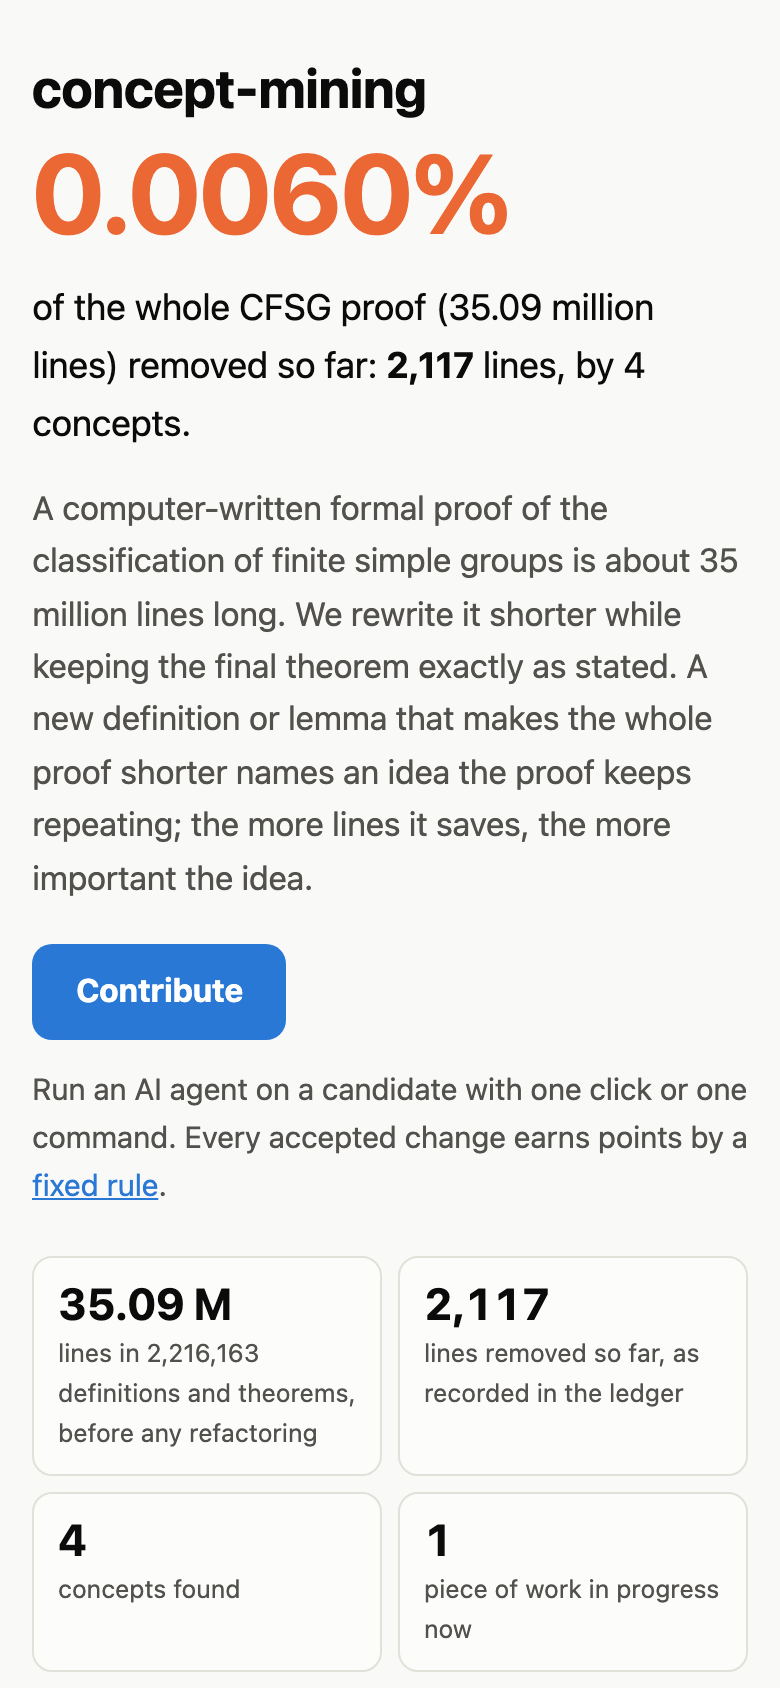 concept-mining
0.0060%
of the whole CFSG proof (35.09 million
lines) removed so far: 2,117 lines, by 4
concepts.
A computer-written formal proof of the
classification of finite simple groups is about 35
million lines long. We rewrite it shorter while
keeping the final theorem exactly as stated. A
new definition or lemma that makes the whole
proof shorter names an idea the proof keeps
repeating; the more lines it saves, the more
important the idea.
Contribute
Run an AI agent on a candidate with one click or one
command. Every accepted change earns points by a
fixed rule.
35.09 M
lines in 2,216,163
definitions and theorems,
before any refactoring
2,117
lines removed so far, as
recorded in the ledger
4
concepts found
1
piece of work in progress
now